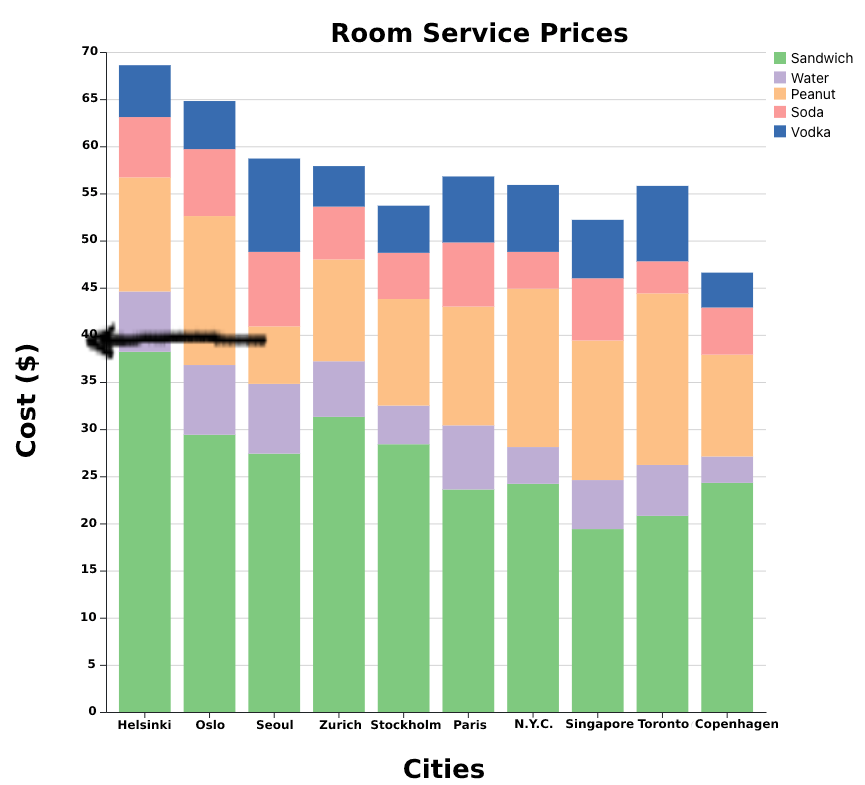 Room Service Prices
70
65
60
55
50
45
40
35
30
25
20
15
10
5
0
Cost ($)
Sandwich
Water
Peanut
Soda
Vodka
Helsinki Oslo Seoul Zurich Stockholm Paris N.Y.C. Singapore Toronto Copenhagen
Cities